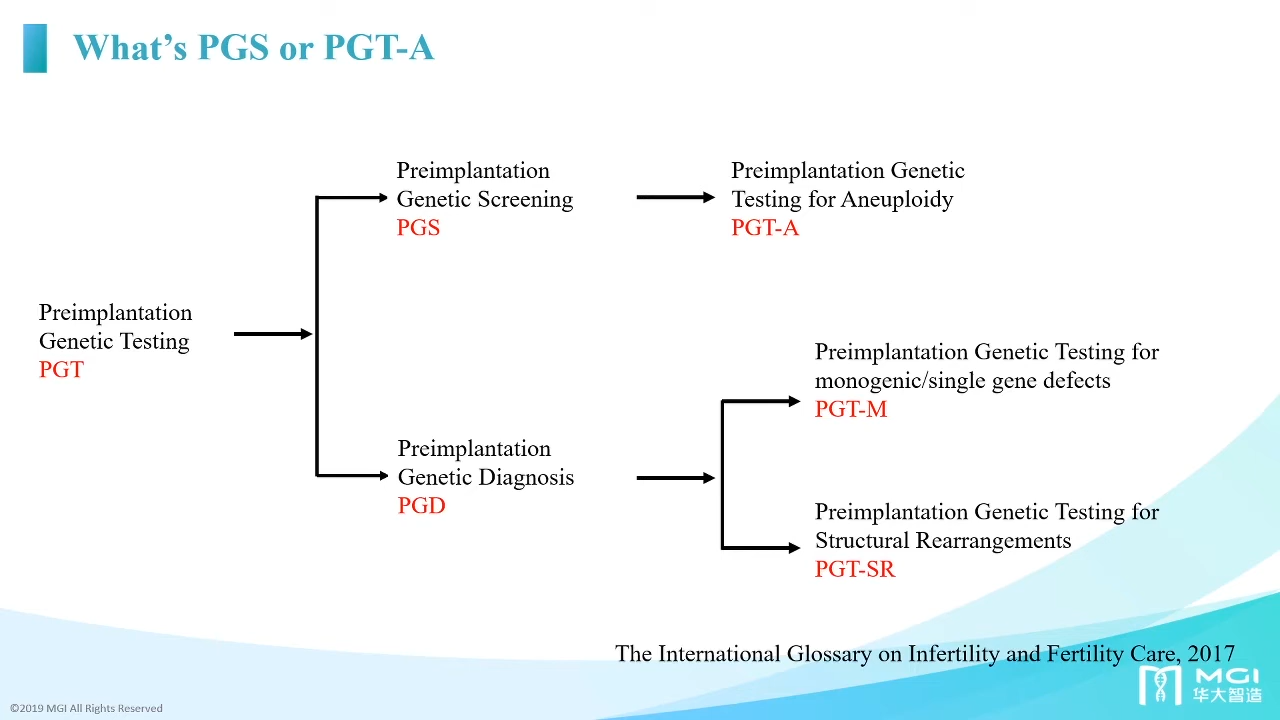 What's PGS or PGT-A
Preimplantation
Genetic Testing
PGT
Preimplantation
Genetic Screening
PGS
Preimplantation Genetic
Testing for Aneuploidy
PGT-A
Preimplantation
Genetic Diagnosis
PGD
Preimplantation Genetic Testing for
monogenic/single gene defects
PGT-M
Preimplantation Genetic Testing for
Structural Rearrangements
PGT-SR
The International Glossary on Infertility and Fertility Care, 2017
MGI
华大智造
©2019 MGI All Rights Reserved